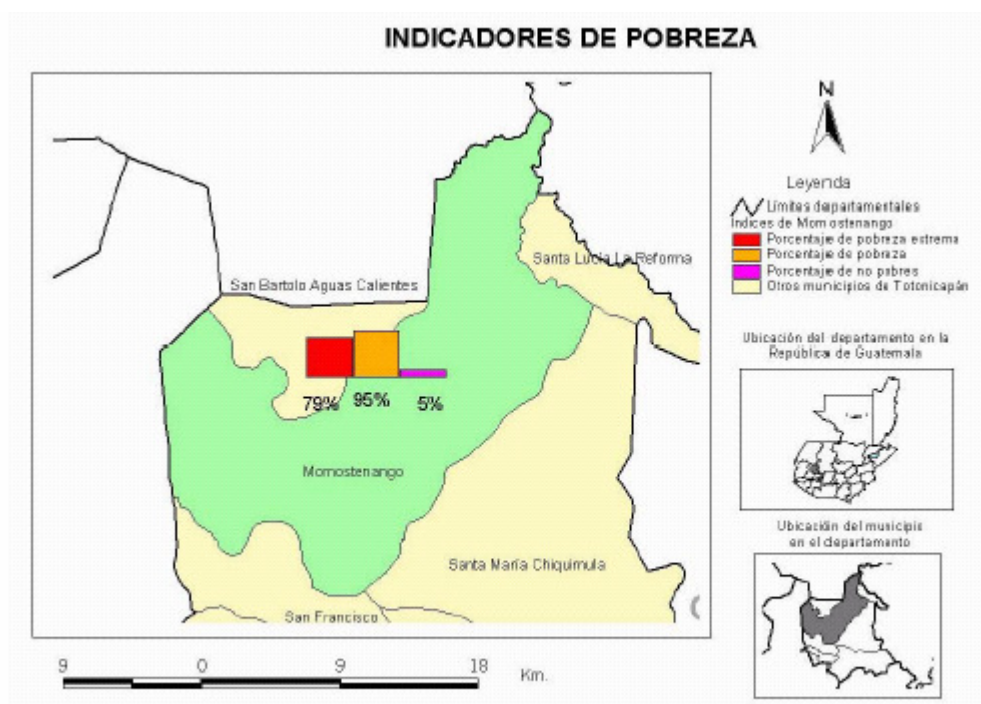 INDICADORES DE POBREZA
N
Leyenda
Límites departamentales
Indices de Momostenango
Porcentaje de pobreza estrema
Porcentaje de pobreza
Porcentaje de no pobres
Otros municipios de Totonicapán
Santa Lucia La Reforma
San Bartolo Aguas Calientes
79% 95% 5%
Momostenango
Santa María Chiquimula
San Francisco
Ubicación del departamento en la
República de Guatemala
Ubicación del municipis
en el departamento
9 0 9 18 Km.